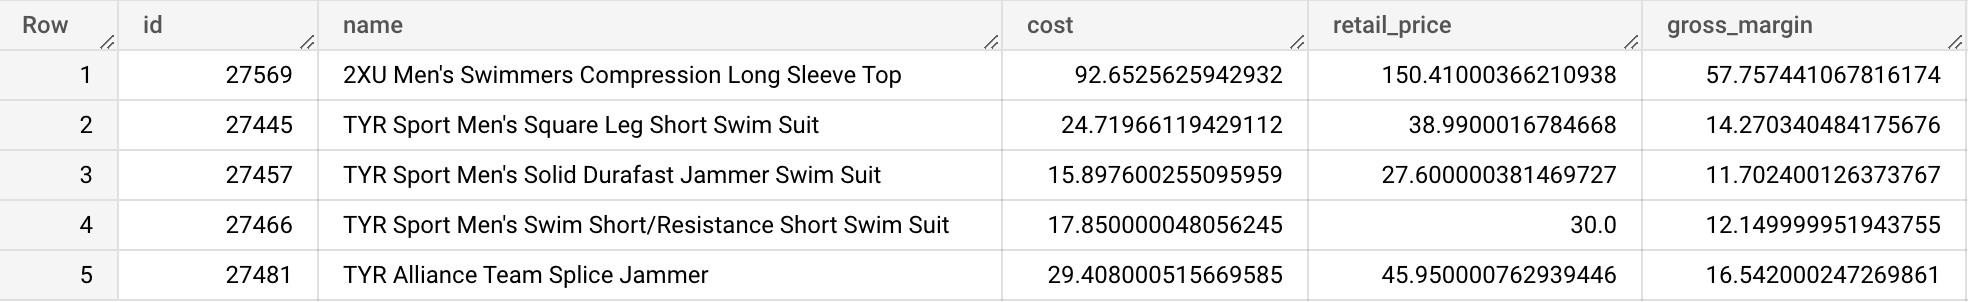 Row id name cost retail_price gross_margin
1 27569 2XU Men's Swimmers Compression Long Sleeve Top 92.6525625942932 150.41000366210938 57.757441067816174
2 27445 TYR Sport Men's Square Leg Short Swim Suit 24.71966119429112 38.9900016784668 14.270340484175676
3 27457 TYR Sport Men's Solid Durafast Jammer Swim Suit 15.897600255095959 27.600000381469727 11.702400126373767
4 27466 TYR Sport Men's Swim Short/Resistance Short Swim Suit 17.850000048056245 30.0 12.149999951943755
5 27481 TYR Alliance Team Splice Jammer 29.408000515669585 45.950000762939446 16.542000247269861